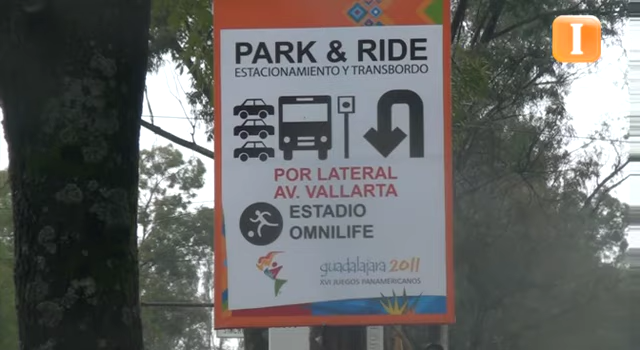 PARK & RIDE
ESTACIONAMIENTO Y TRANSBORDO
POR LATERAL
AV. VALLARTA
ESTADIO
OMNILIFE
guadalajara 2011
XVI JUEGOS PANAMERICANOS
I